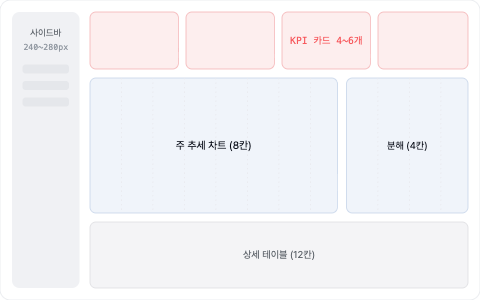 사이드바
240~280px
KPI 카드 4~6개
주 추세 차트 (8칸)
분해 (4칸)
상세 테이블 (12칸)